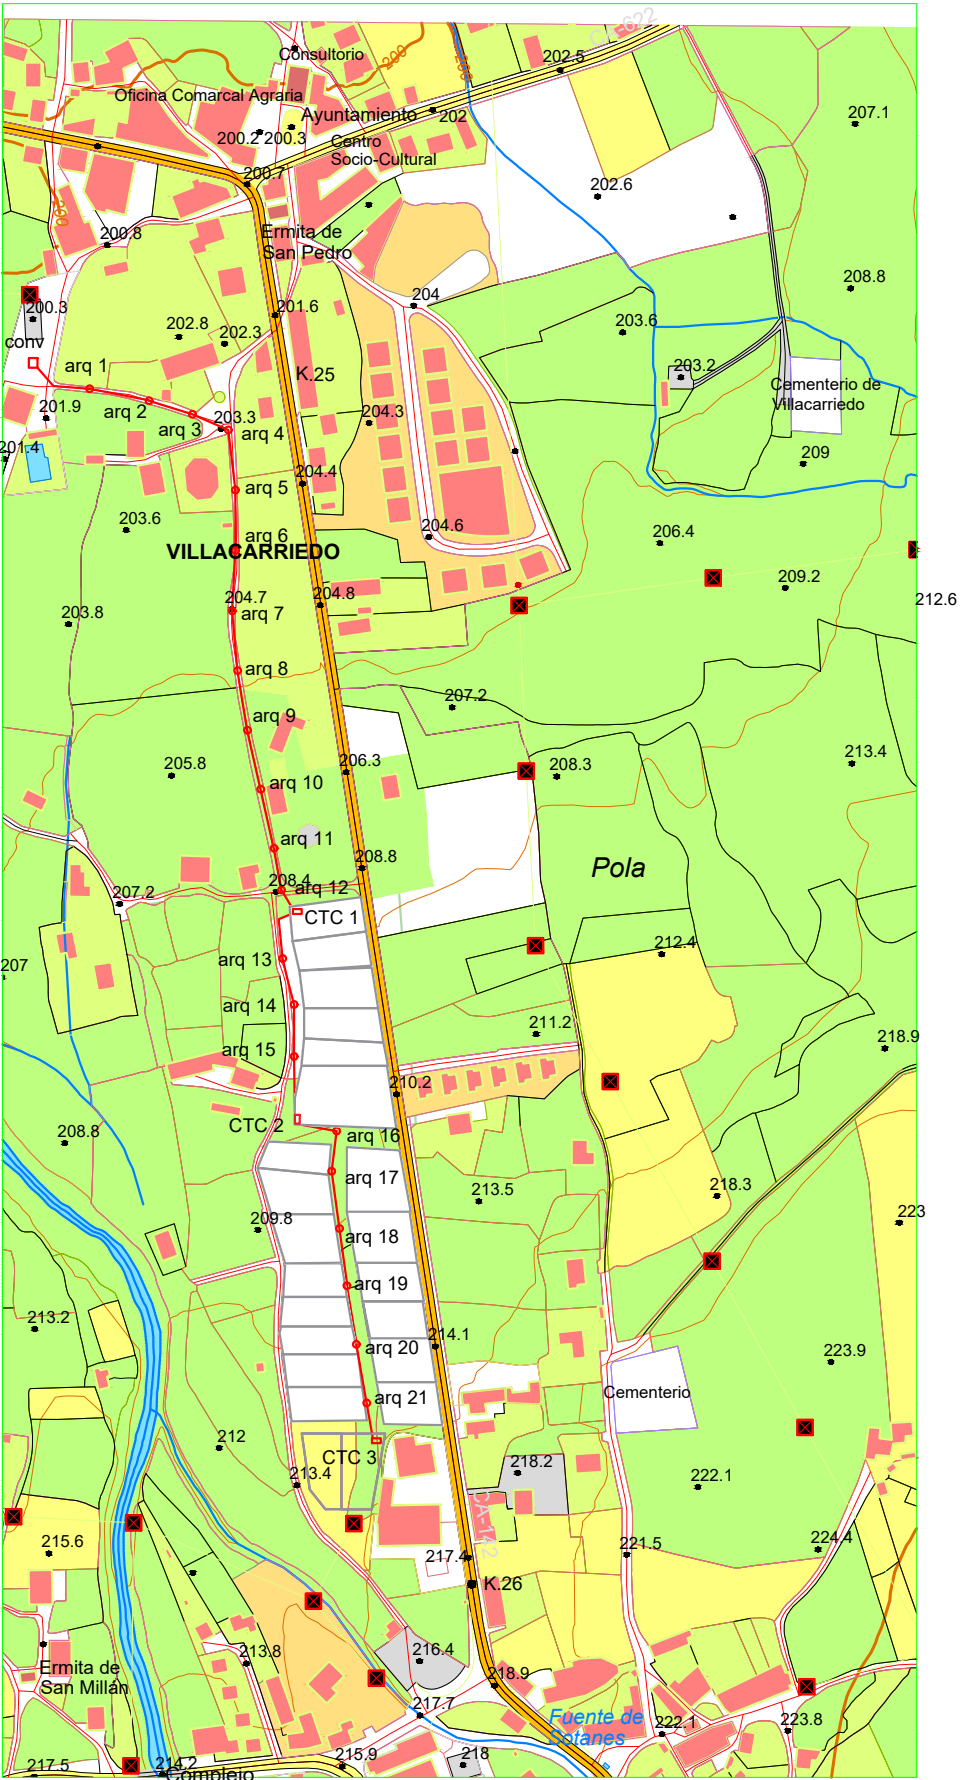 CA-622
Consultorio
200
200
202.5
Oficina Comarcal Agraria
Ayuntamiento
202
207.1
200.2
200.3
Centro
Socio-Cultural
200.7
202.6
200
200.8
Ermita de
San Pedro
208.8
200.3
201.6
204
202.8
202.3
203.6
conv
arq 1
K.25
203.2
Cementerio de
Villacarriedo
arq 2
201.9
arq 3
203.3
arq 4
204.3
201.4
204.4
209
arq 5
203.6
204.6
206.4
arq 6
VILLACARRIEDO
209.2
204.7
204.8
212.6
203.8
arq 7
arq 8
207.2
arq 9
205.8
206.3
208.3
213.4
arq 10
arq 11
208.8
Pola
207.2
208.4
arq 12
CTC 1
207
arq 13
212.4
arq 14
211.2
218.9
arq 15
210.2
CTC 2
arq 16
208.8
arq 17
213.5
218.3
209.8
arq 18
223
arq 19
213.2
arq 20
214.1
223.9
arq 21
Cementerio
212
CTC 3
213.4
218.2
222.1
CA-142
215.6
217.4
221.5
224.4
K.26
213.8
216.4
Ermita de
San Millán
218.9
217.7
Fuente de
Sotanes
222.1
223.8
217.5
214.2
Complejo
215.9
218